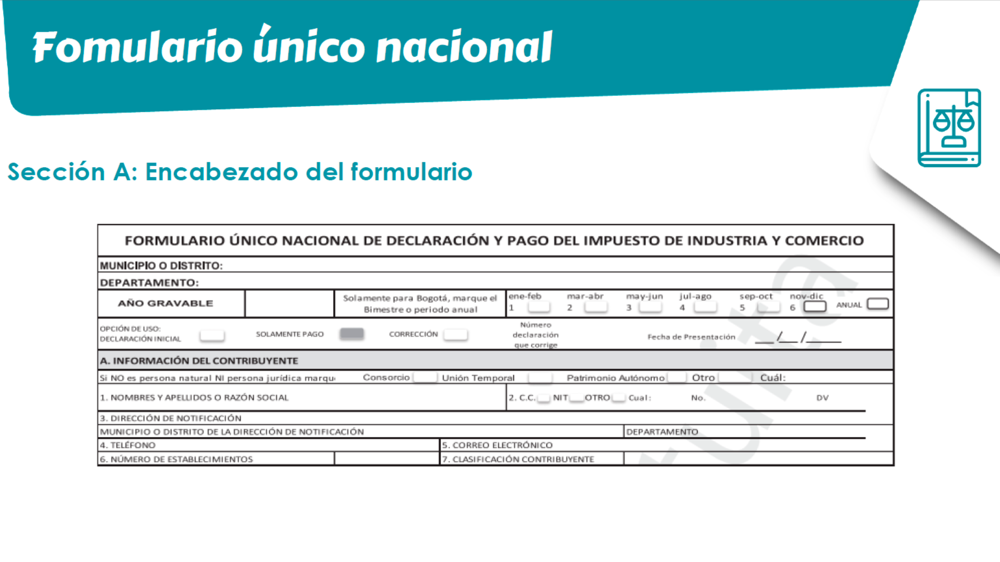 Fomulario único nacional
Sección A: Encabezado del formulario
FORMULARIO ÚNICO NACIONAL DE DECLARACIÓN Y PAGO DEL IMPUESTO DE INDUSTRIA Y COMERCIO
MUNICIPIO O DISTRITO:
DEPARTAMENTO:
AÑO GRAVABLE
Solamente para Bogotá, marque el
Bimestre o periodo anual
ene-feb mar-abr may-jun jul-ago sep-oct nov-dic
1 2 3 4 5 6 ANUAL
OPCIÓN DE USO:
DECLARACIÓN INICIAL
SOLAMENTE PAGO
CORRECCIÓN
Número
declaración
que corrige
Fecha de Presentación ___/___/______
A. INFORMACIÓN DEL CONTRIBUYENTE
Si NO es persona natural NI persona jurídica marqu Consorcio Unión Temporal Patrimonio Autónomo Otro Cuál:
1. NOMBRES Y APELLIDOS O RAZÓN SOCIAL
2. C.C. NIT OTRO Cual: No. DV
3. DIRECCIÓN DE NOTIFICACIÓN
MUNICIPIO O DISTRITO DE LA DIRECCIÓN DE NOTIFICACIÓN DEPARTAMENTO
4. TELÉFONO 5. CORREO ELECTRÓNICO
6. NÚMERO DE ESTABLECIMIENTOS 7. CLASIFICACIÓN CONTRIBUYENTE